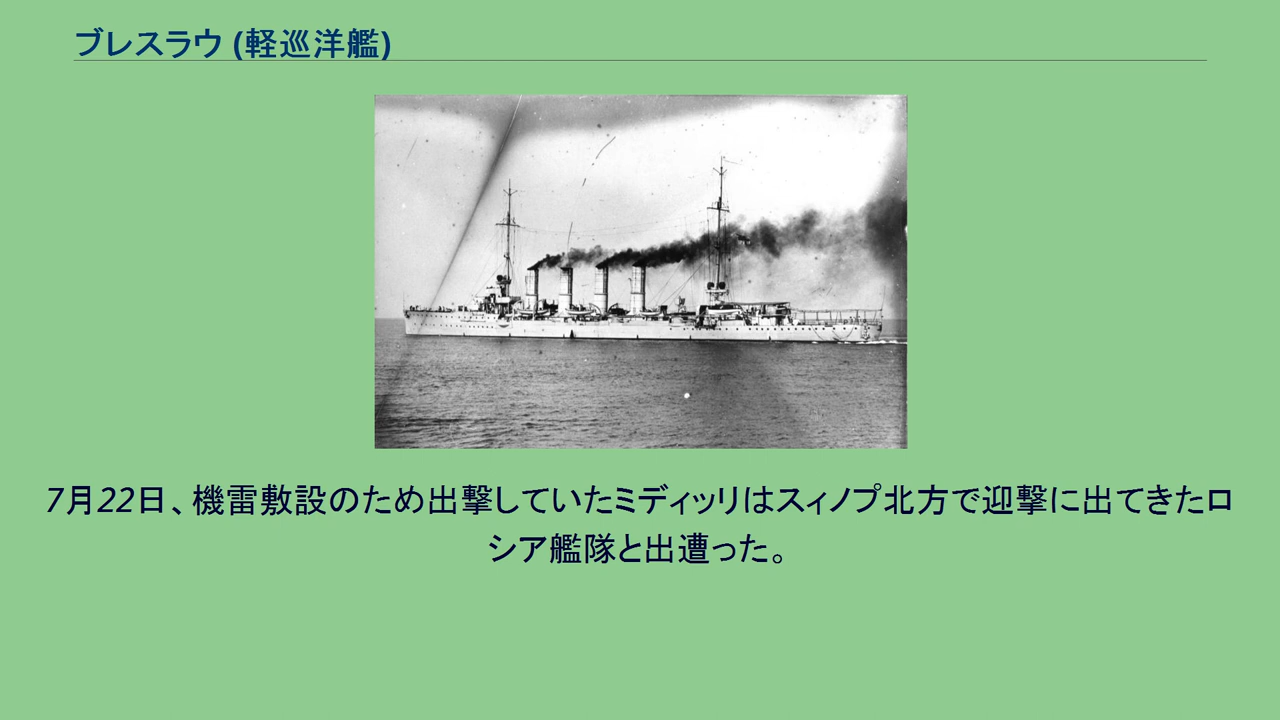 ブレスラウ (軽巡洋艦)
7月22日、機雷敷設のため出撃していたミディッリはスィノプ北方で迎撃に出てきたロ
シア艦隊と出遭った。